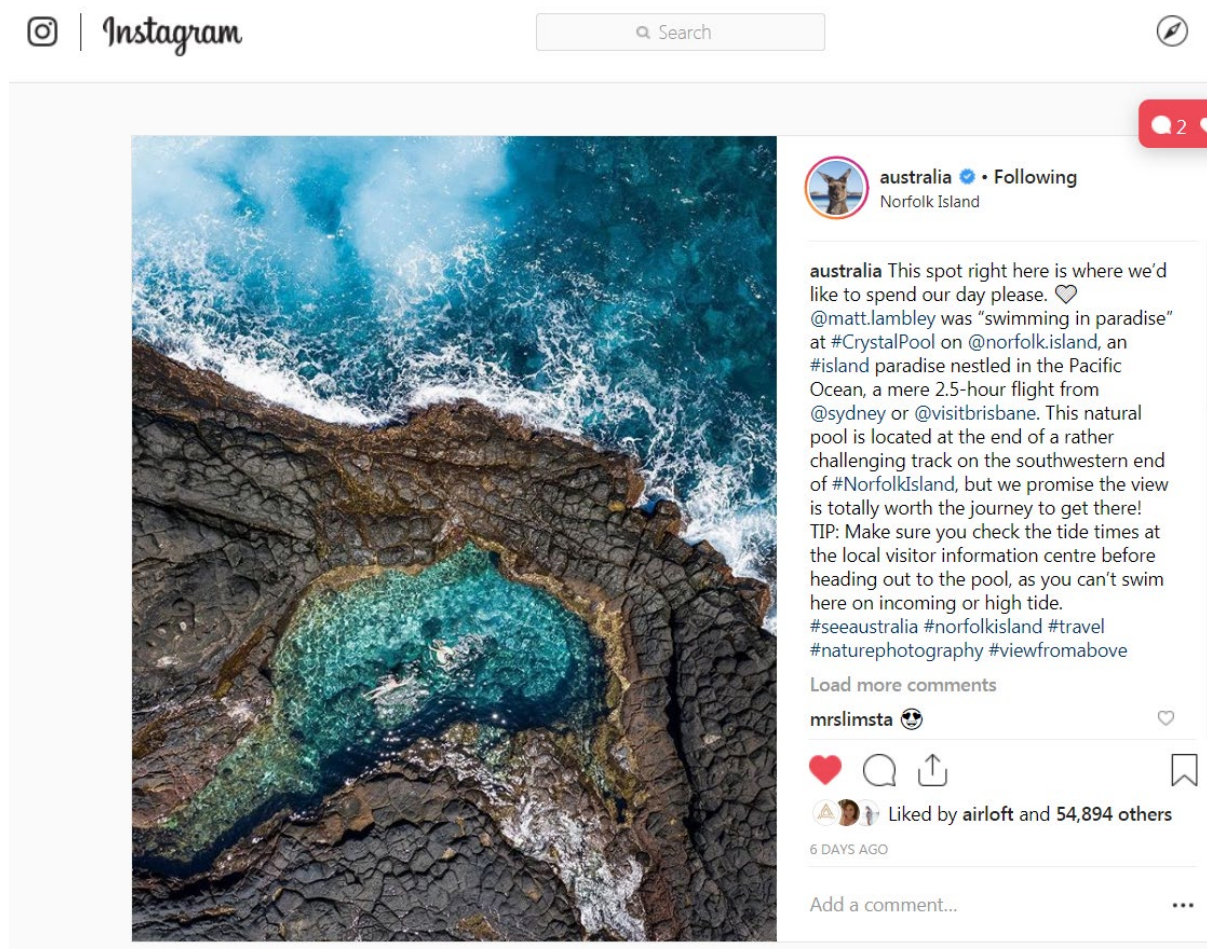 Instagram
Search
2
australia • Following
Norfolk Island
australia This spot right here is where we’d
like to spend our day please.
@matt.lambley was “swimming in paradise”
at #CrystalPool on @norfolk.island, an
#island paradise nestled in the Pacific
Ocean, a mere 2.5-hour flight from
@sydney or @visitbrisbane. This natural
pool is located at the end of a rather
challenging track on the southwestern end
of #NorfolkIsland, but we promise the view
is totally worth the journey to get there!
TIP: Make sure you check the tide times at
the local visitor information centre before
heading out to the pool, as you can’t swim
here on incoming or high tide.
#seeaustralia #norfolkisland #travel
#naturephotography #viewfromabove
Load more comments
mrslimsta
Liked by airloft and 54,894 others
6 DAYS AGO
Add a comment...